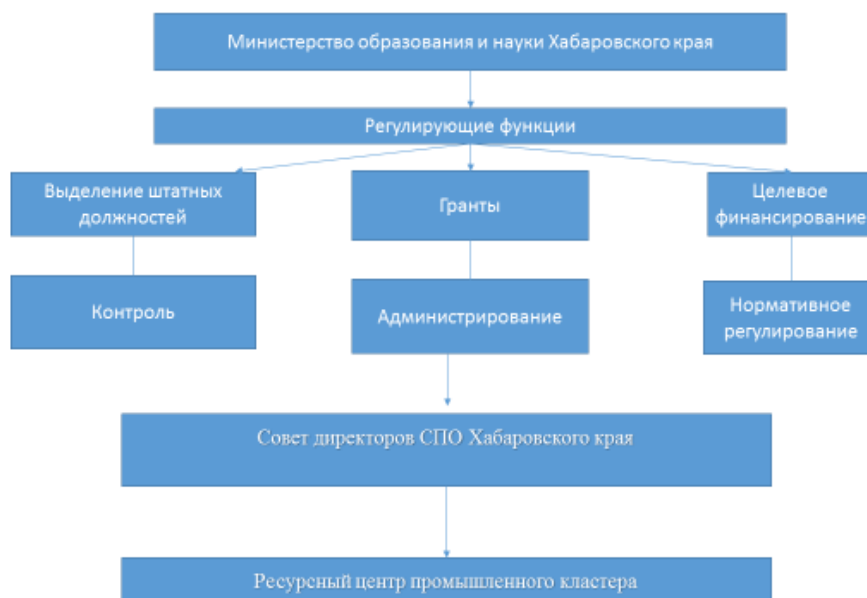 Министерство образования и науки Хабаровского края
Регулирующие функции
Выделение штатных
должностей
Гранты
Целевое
финансирование
Контроль
Администрирование
Нормативное
регулирование
Совет директоров СПО Хабаровского края
Ресурсный центр промышленного кластера